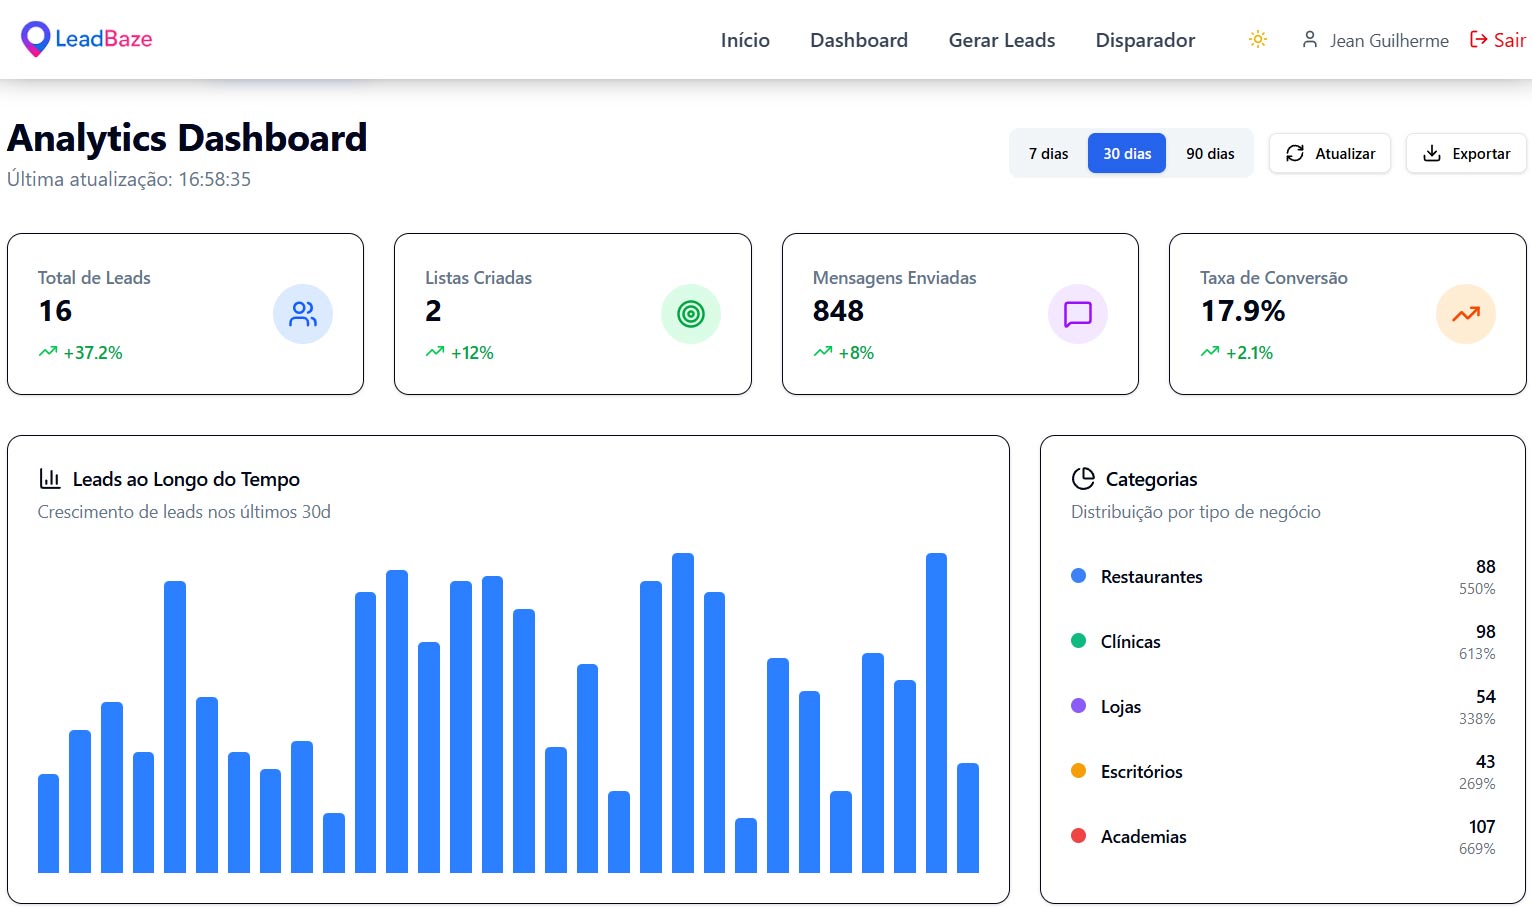 LeadBaze
Início
Dashboard
Gerar Leads
Disparador
Jean Guilherme
Sair
Analytics Dashboard
Última atualização: 16:58:35
7 dias
30 dias
90 dias
Atualizar
Exportar
Total de Leads
16
+37.2%
Listas Criadas
2
+12%
Mensagens Enviadas
848
+8%
Taxa de Conversão
17.9%
+2.1%
Leads ao Longo do Tempo
Crescimento de leads nos últimos 30d
Categorias
Distribuição por tipo de negócio
Restaurantes
88
550%
Clínicas
98
613%
Lojas
54
338%
Escritórios
43
269%
Academias
107
669%